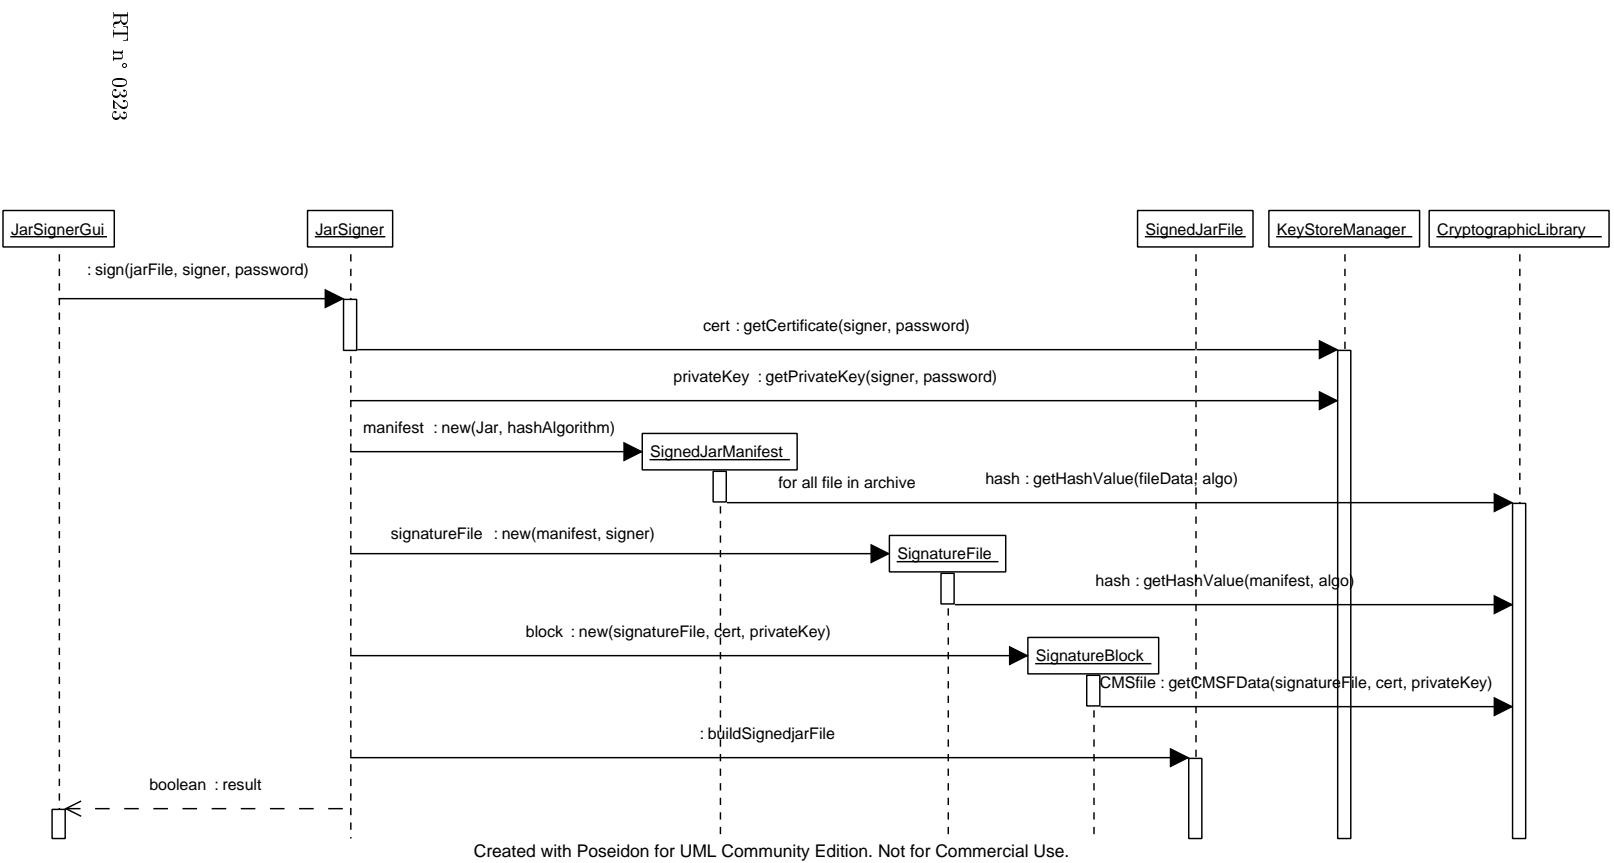 RT n° 0323
JarSignerGui
JarSigner
SignedJarFile
KeyStoreManager
CryptographicLibrary
: sign(jarFile, signer, password)
cert : getCertificate(signer, password)
privateKey : getPrivateKey(signer, password)
manifest : new(Jar, hashAlgorithm)
SignedJarManifest
for all file in archive
hash : getHashValue(fileData, algo)
signatureFile : new(manifest, signer)
SignatureFile
hash : getHashValue(manifest, algo)
block : new(signatureFile, cert, privateKey)
SignatureBlock
CMSfile : getCMSFData(signatureFile, cert, privateKey)
: buildSignedjarFile
boolean : result
Created with Poseidon for UML Community Edition. Not for Commercial Use.